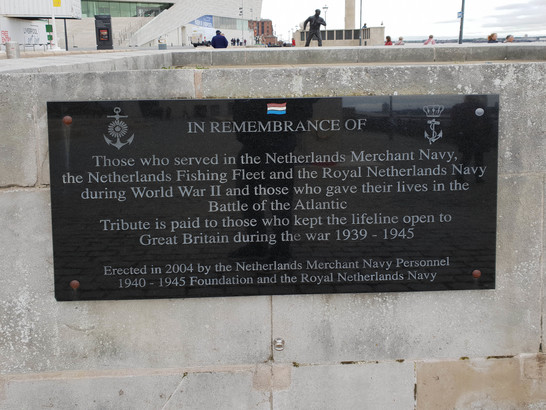 IN REMEMBRANCE OF
Those who served in the Netherlands Merchant Navy,
the Netherlands Fishing Fleet and the Royal Netherlands Navy
during World War II and those who gave their lives in the
Battle of the Atlantic
Tribute is paid to those who kept the lifeline open to
Great Britain during the war 1939 - 1945
Erected in 2004 by the Netherlands Merchant Navy Personnel
1940 - 1945 Foundation and the Royal Netherlands Navy